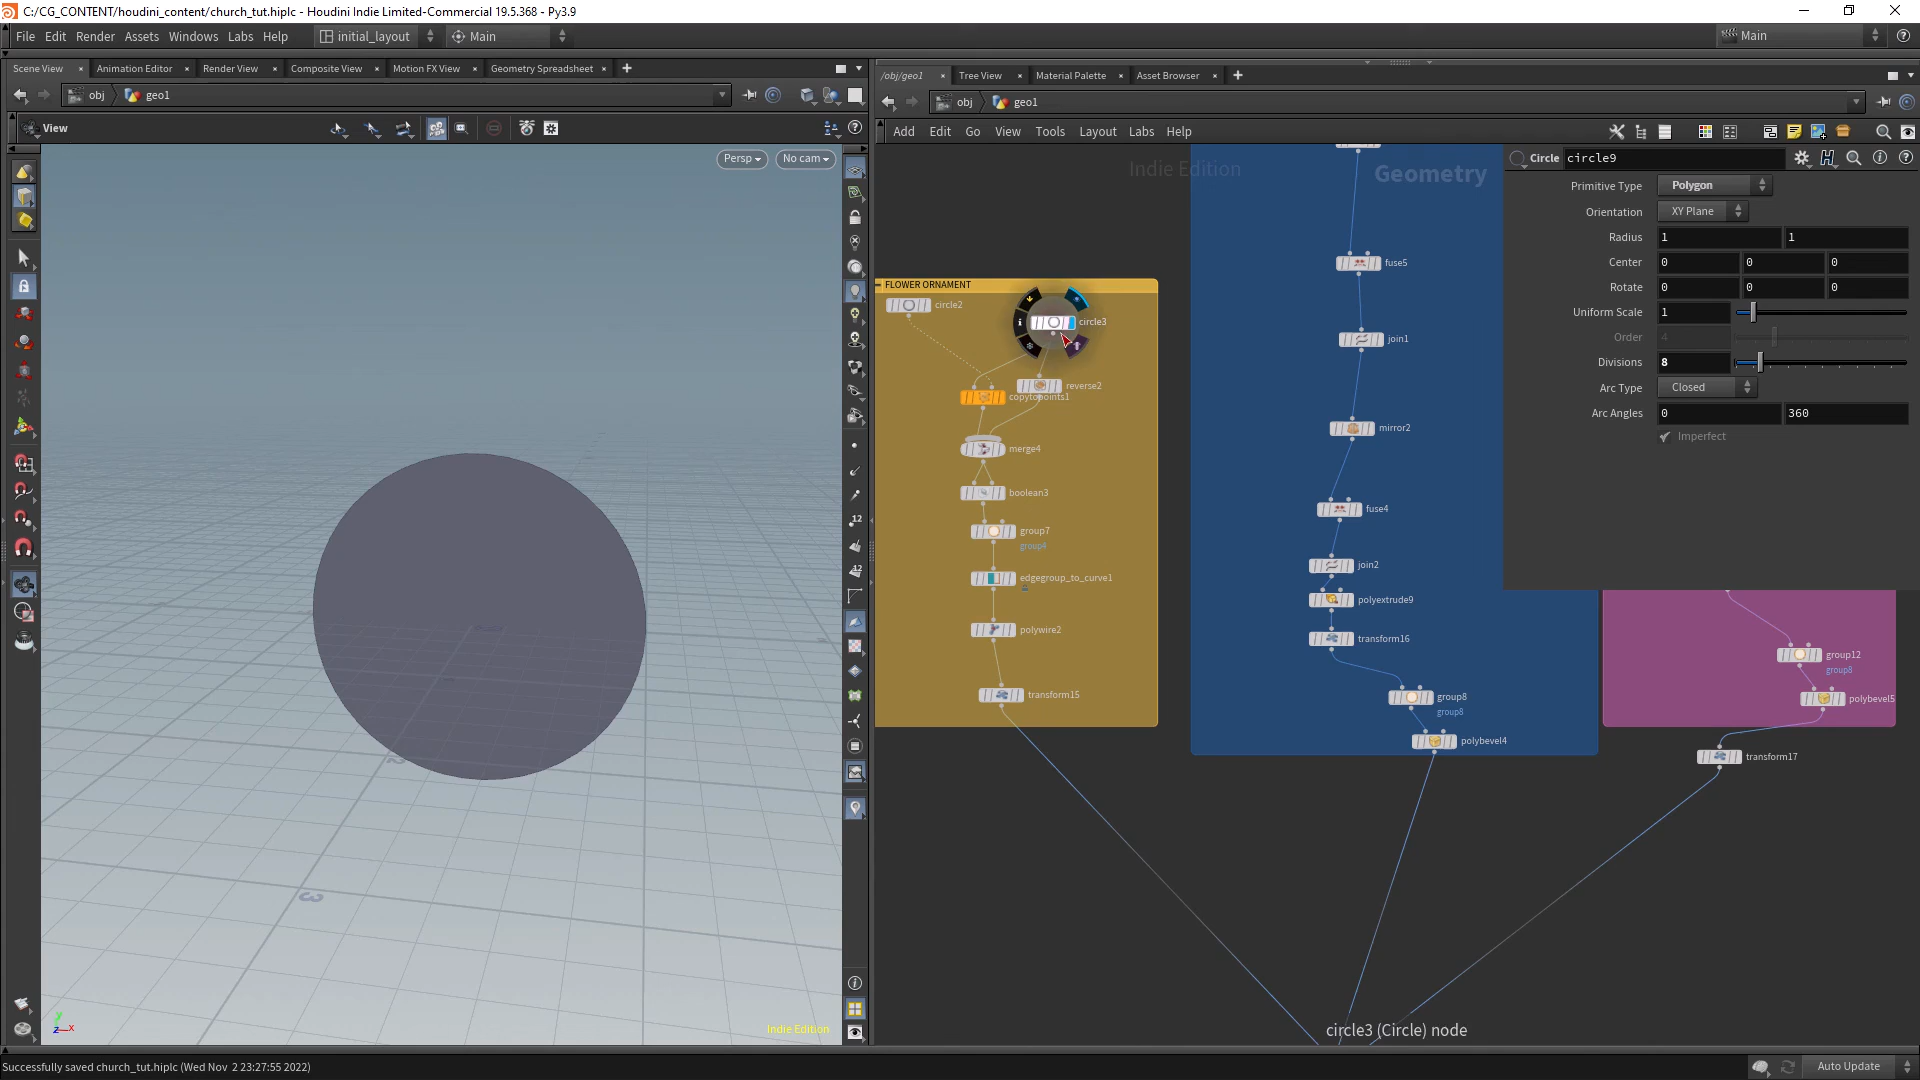 C:/CG_CONTENT/houdini_content/church_tut.hiplc - Houdini Indie Limited-Commercial 19.5.368 - Py3.9
File Edit Render Assets Windows Labs Help initial_layout Main Main
Scene View Animation Editor Render View Composite View Motion FX View Geometry Spreadsheet
/obj/geo1 Tree View Material Palette Asset Browser
obj geo1
obj geo1
View
Add Edit Go View Tools Layout Labs Help
Persp No cam
Indie Edition
Geometry
Circle circle9
Primitive Type Polygon
Orientation XY Plane
Radius 1 1
Center 0 0 0
Rotate 0 0 0
Uniform Scale 1
Order 4
Divisions 8
Arc Type Closed
Arc Angles 0 360
Imperfect
FLOWER ORNAMENT
circle2
circle3
reverse2
copytopoints1
merge4
boolean3
group7
group4
edgegroup_to_curve1
polywire2
transform15
fuse5
join1
mirror2
fuse4
join2
polyextrude9
transform16
group8
group8
polybevel4
group12
group8
polybevel5
transform17
12
12
2
3
y
z x
Indie Edition
circle3 (Circle) node
Successfully saved church_tut.hiplc (Wed Nov 2 23:27:55 2022)
Auto Update